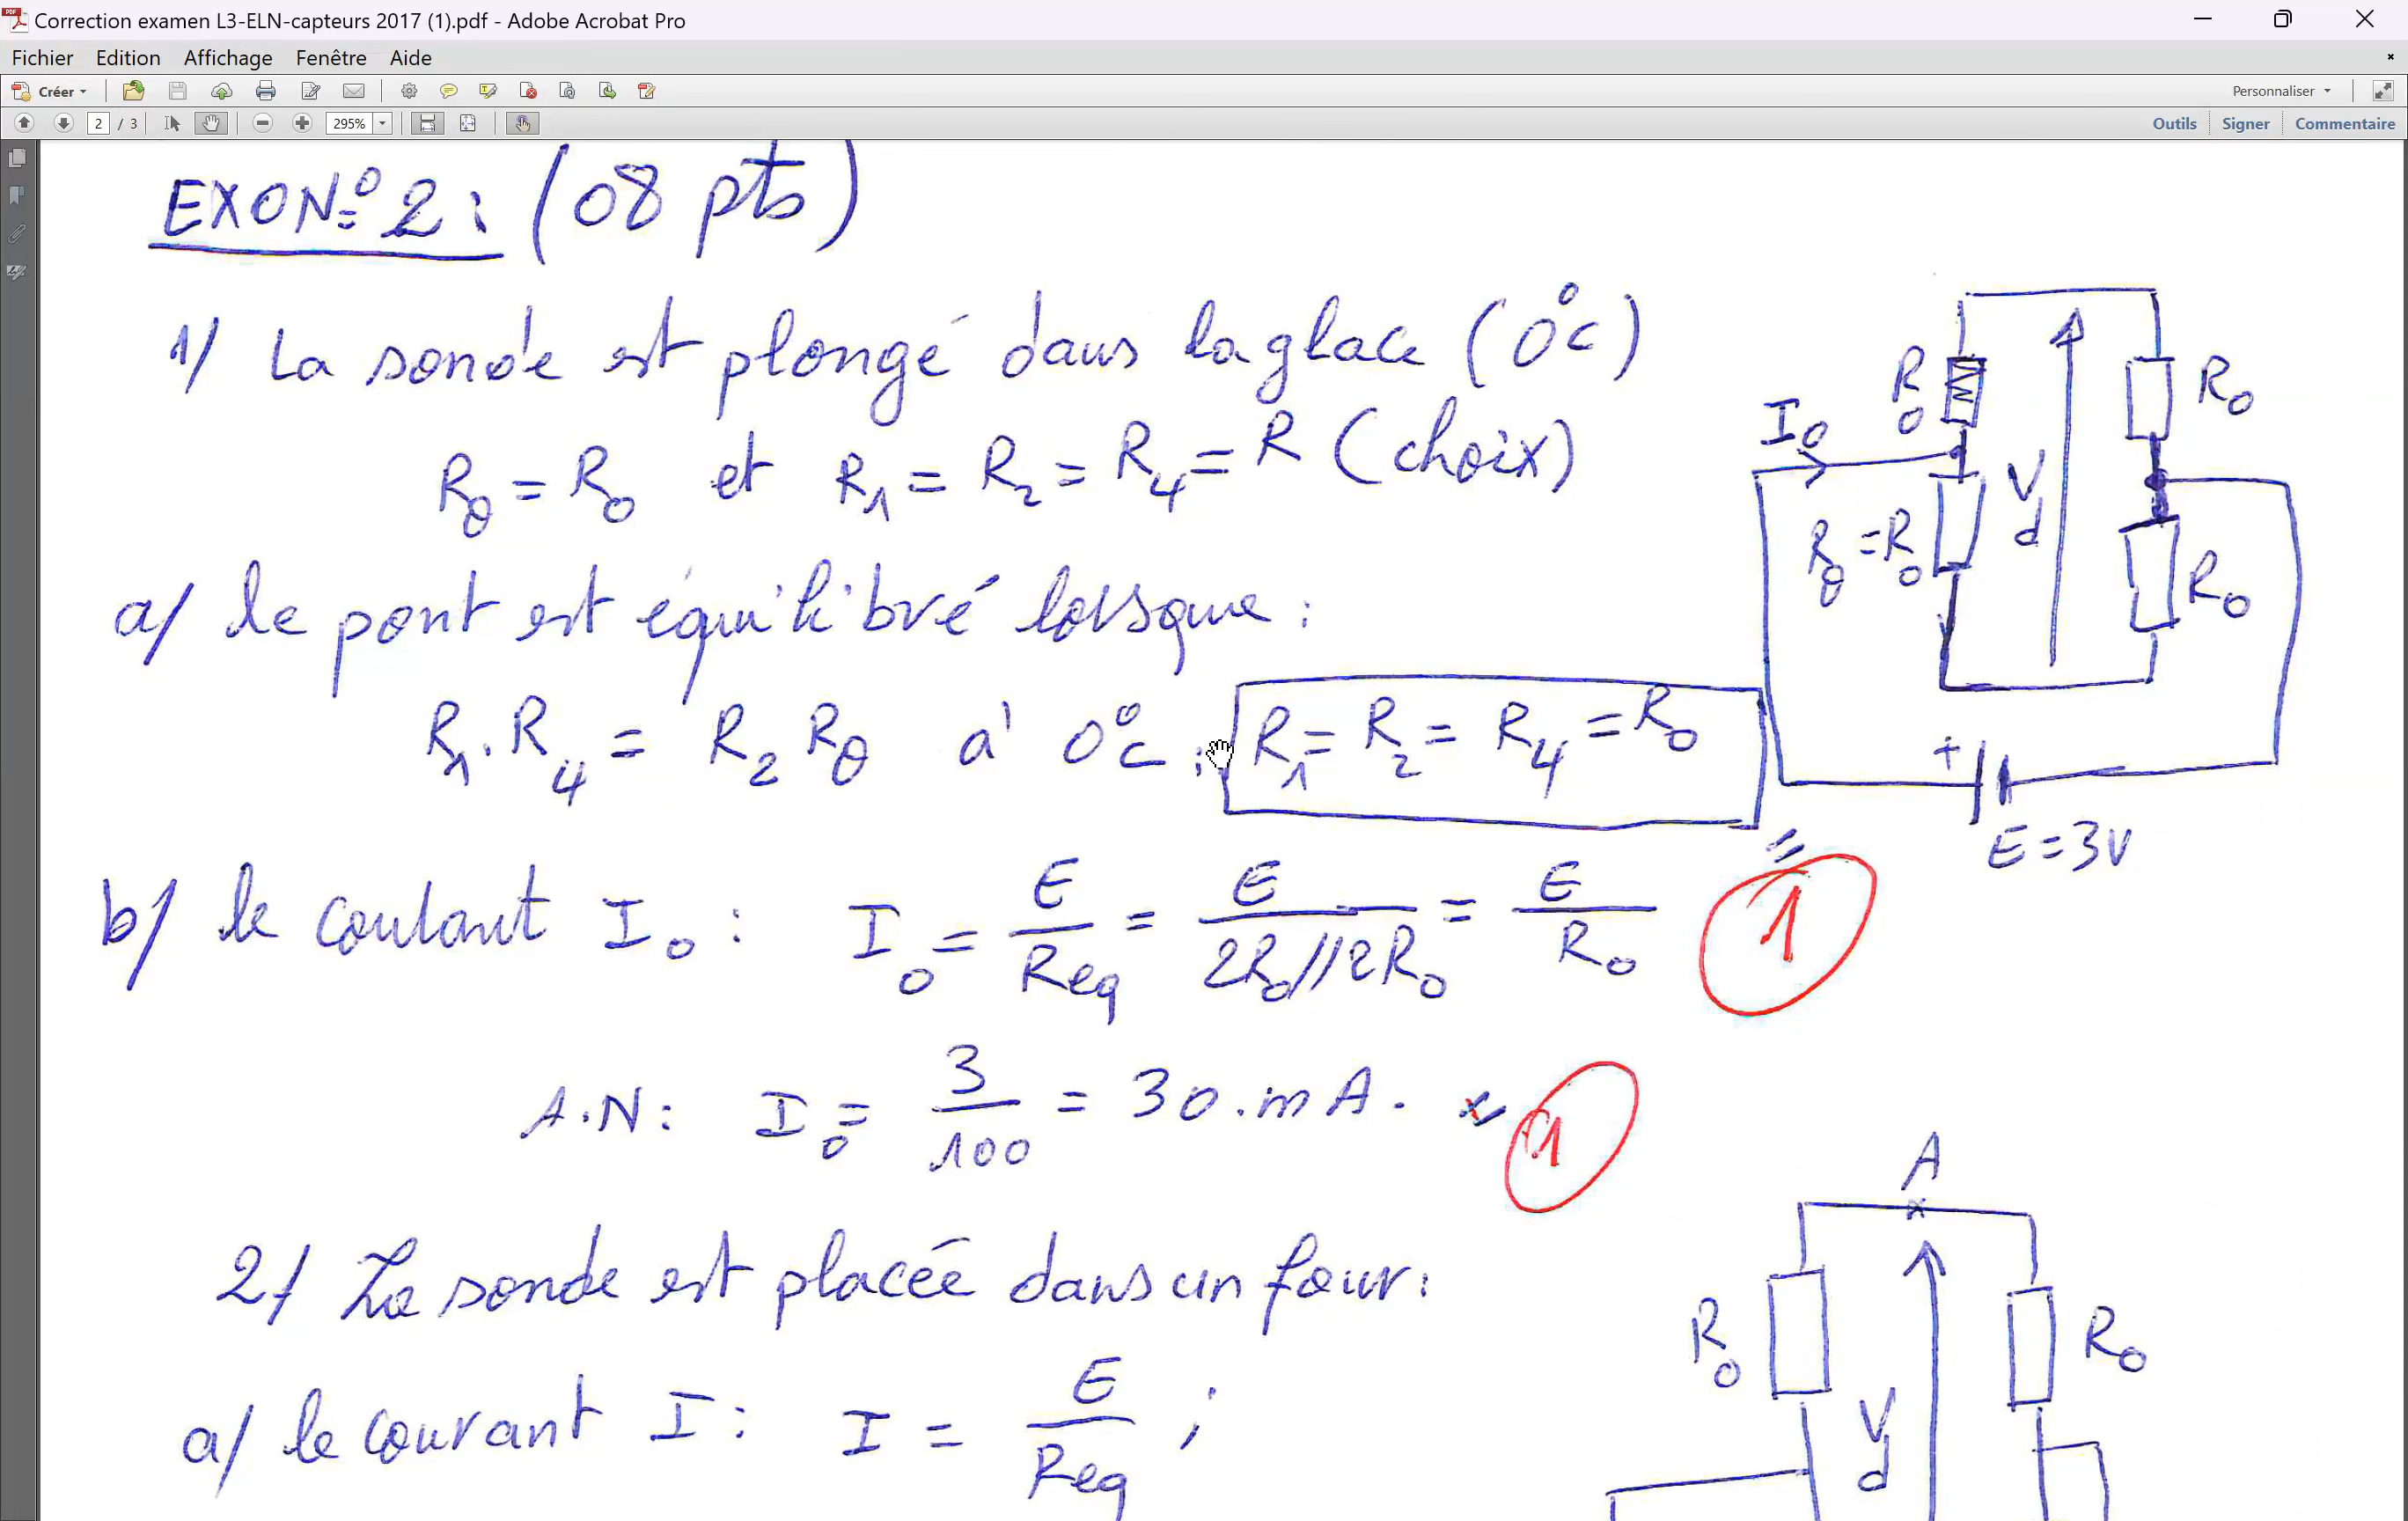 Correction examen L3-ELN-capteurs 2017 (1).pdf - Adobe Acrobat Pro
Fichier Edition Affichage Fenêtre Aide
Créer
Personnaliser
2 / 3
295%
Outils Signer Commentaire
EXO N° 2 : (08 pts)
1/ La sonde est plongé dans la glace (0°C)
Rθ = R0 et R1 = R2 = R4 = R (choix)
a/ le pont est équilibré lorsque :
R1 . R4 = R2 Rθ à 0°C : R1 = R2 = R4 = R0
b/ le courant I0 : I0 = E/Req = E/2R0//2R0 = E/R0
1
A.N : I0 = 3/100 = 30.mA.
1
2/ La sonde est placée dans un four :
a/ le courant I : I = E/Req ;
R0
R0
I0
Vd
Rθ = R0
R0
+
E = 3V
A
R0
R0
Vd